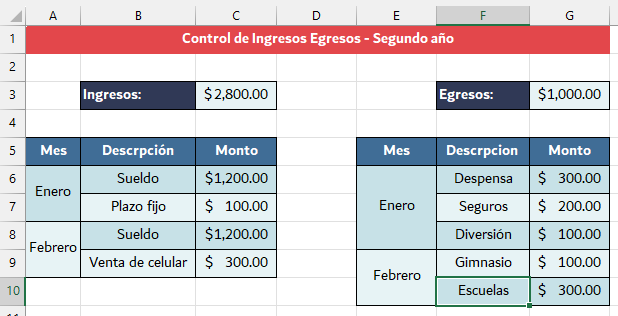 A B C D E F G
1 Control de Ingresos Egresos - Segundo año
2
3 Ingresos: $2,800.00 Egresos: $1,000.00
4
5 Mes Descrpción Monto Mes Descrpcion Monto
6 Enero Sueldo $1,200.00 Enero Despensa $ 300.00
7 Plazo fijo $ 100.00 Seguros $ 200.00
8 Febrero Sueldo $1,200.00 Diversión $ 100.00
9 Venta de celular $ 300.00 Febrero Gimnasio $ 100.00
10 Escuelas $ 300.00